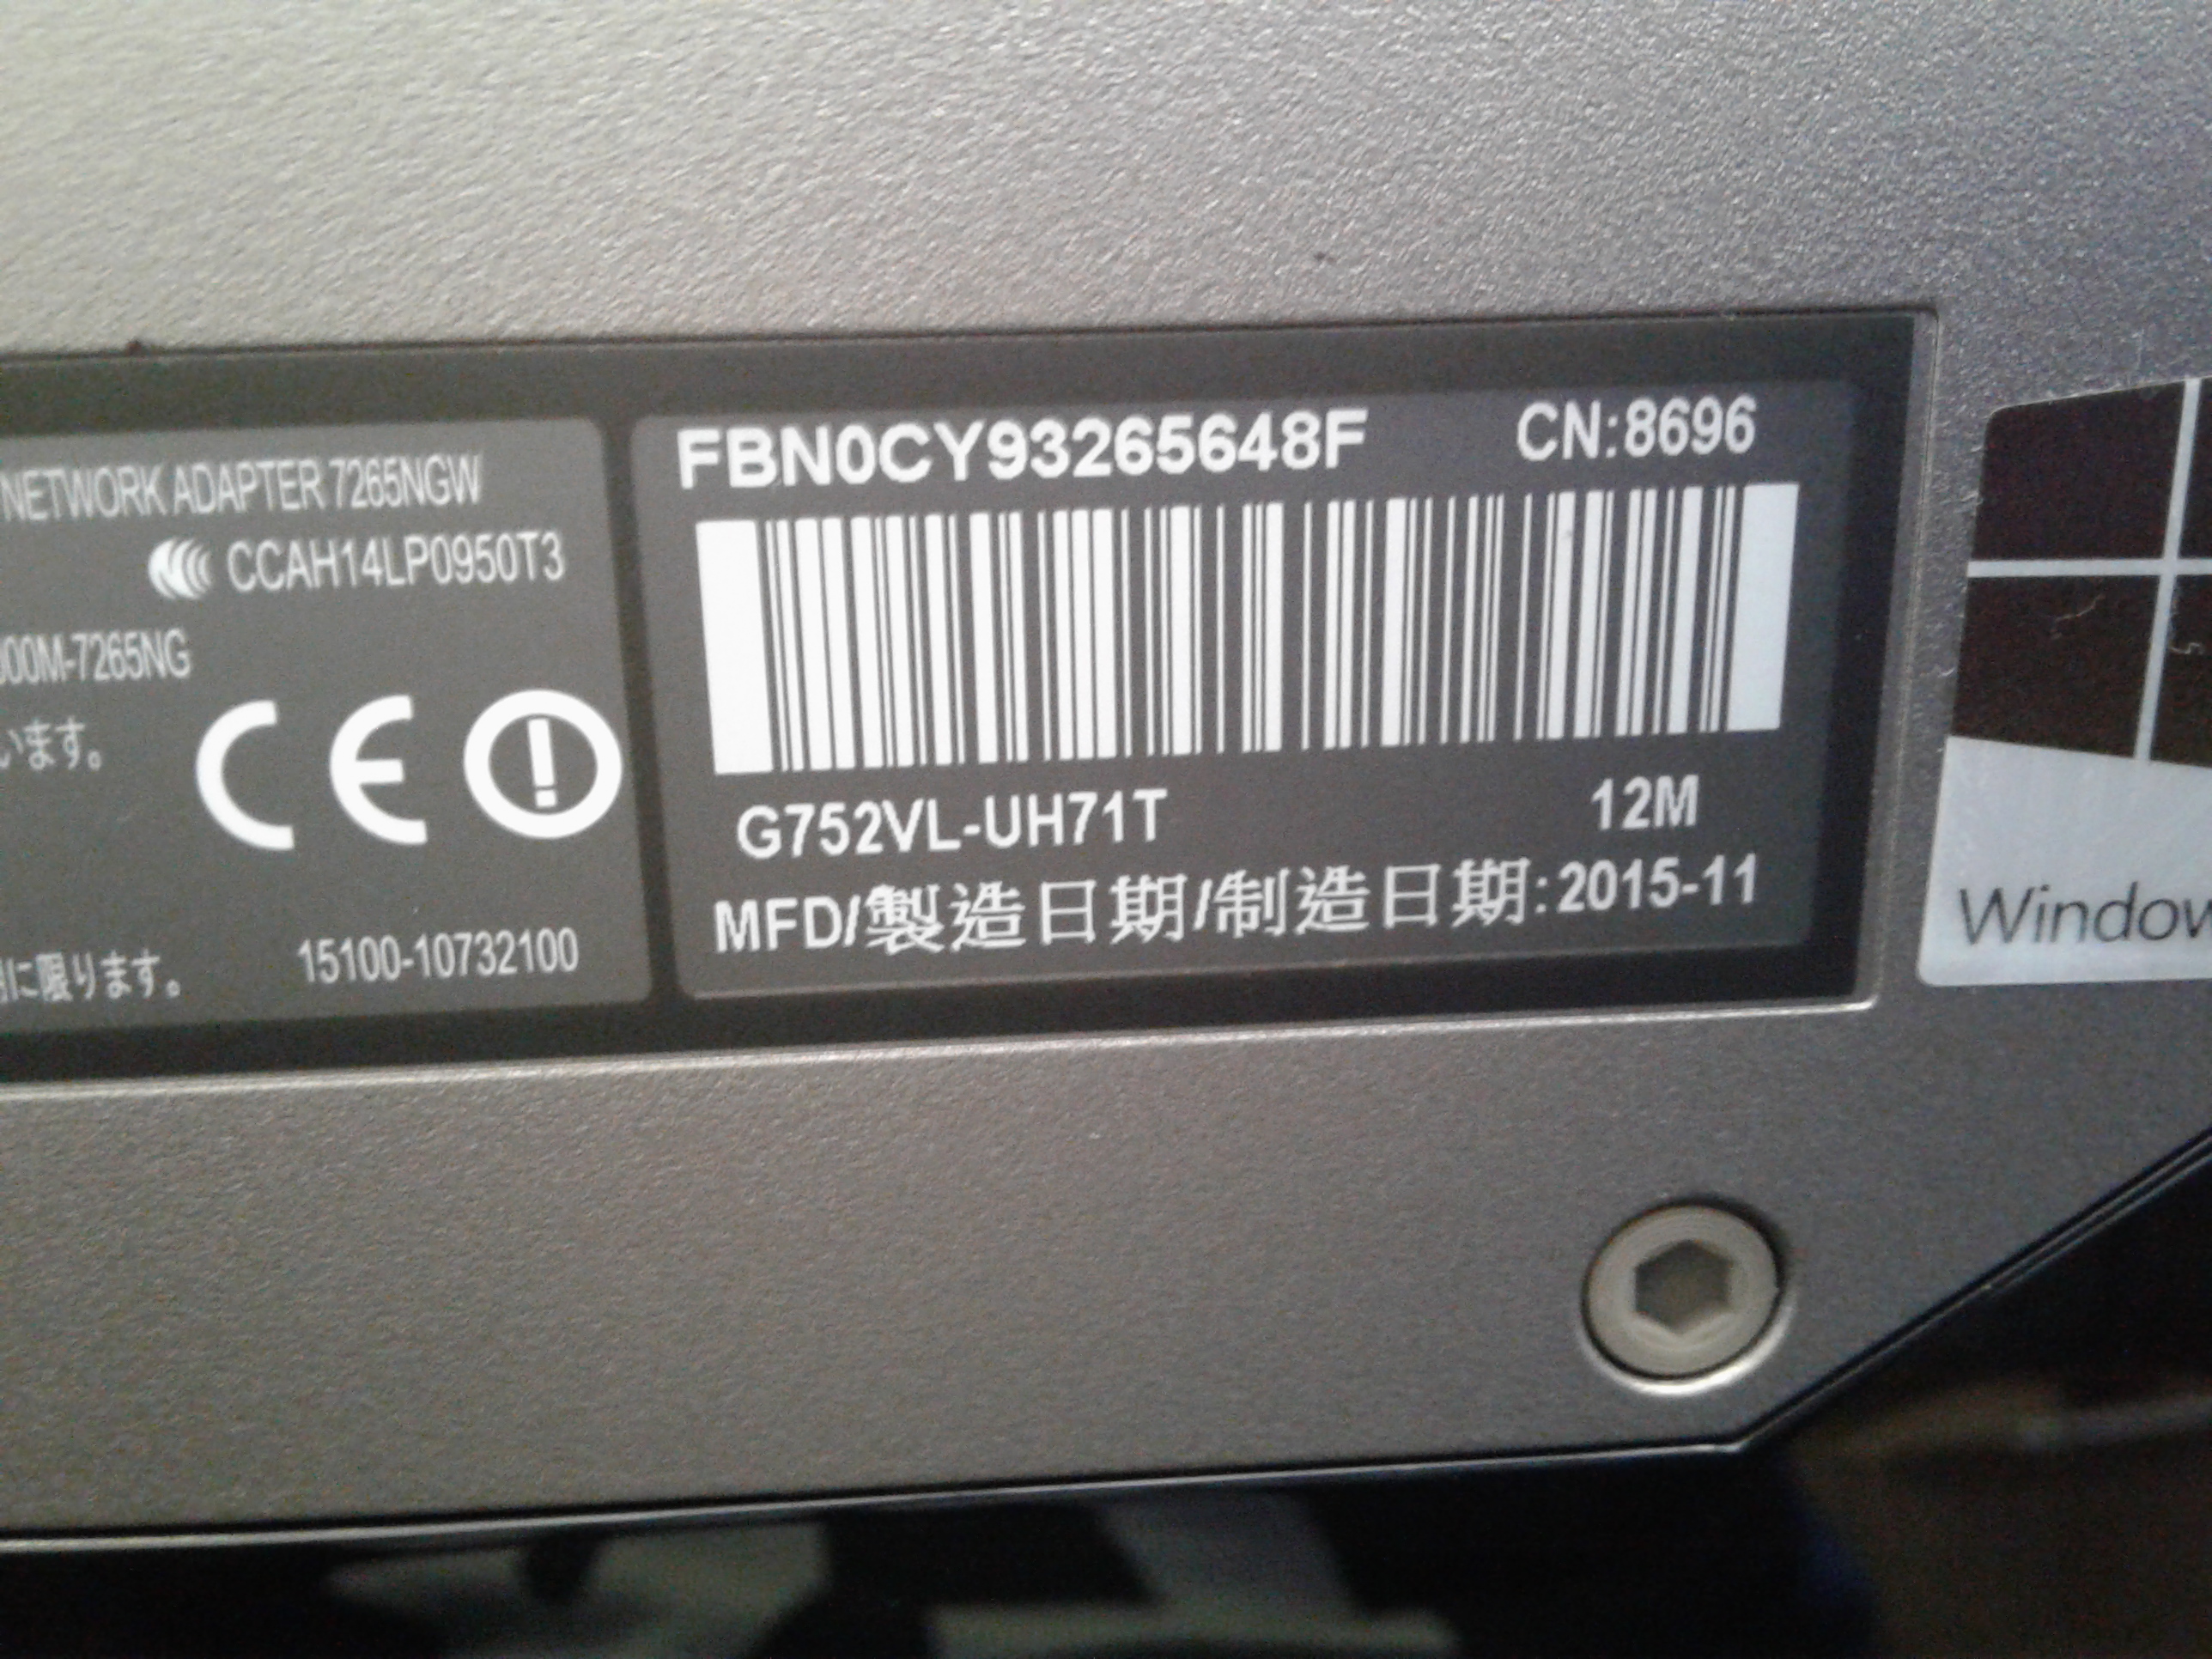 NETWORK ADAPTER 7265NGW
CCAH14LP0950T3
00M-7265NG
います。
CE
に限ります。
15100-10732100
FBN0CY93265648F CN:8696
G752VL-UH71T 12M
MFD/製造日期/制造日期:2015-11
Window